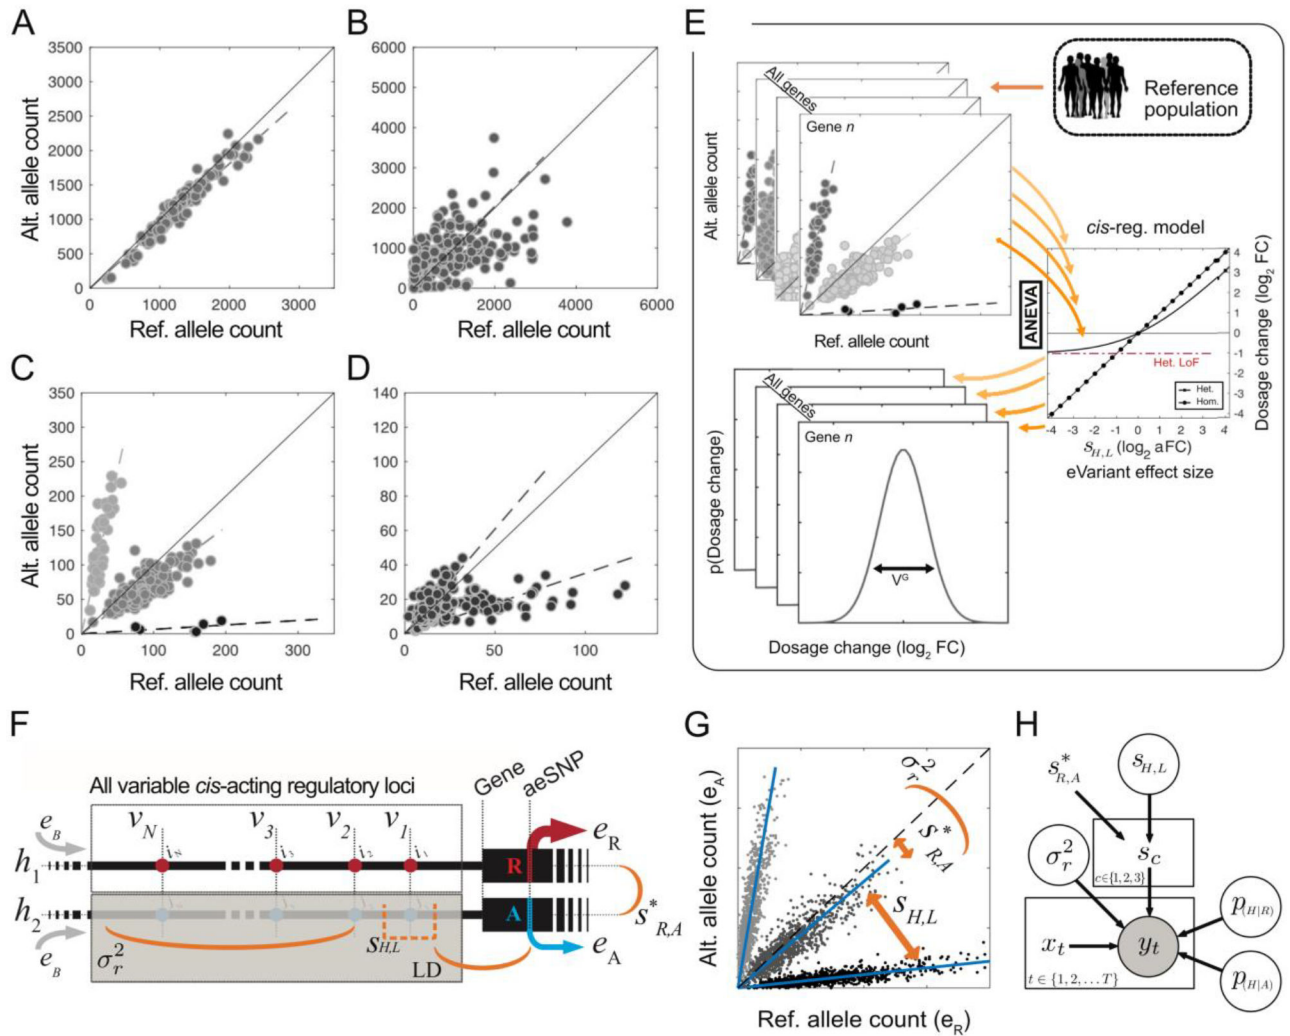 A
3500
3000
2500
2000
1500
1000
500
0
0 1000 2000 3000
Alt. allele count
Ref. allele count
B
6000
5000
4000
3000
2000
1000
0
0 2000 4000 6000
Ref. allele count
C
350
300
250
200
150
100
50
0
0 100 200 300
Alt. allele count
Ref. allele count
D
140
120
100
80
60
40
20
0
0 50 100
Ref. allele count
E
Reference
population
All genes
Gene n
Alt. allele count
Ref. allele count
cis-reg. model
ANEVA
4
3
2
1
0
-1
-2
-3
-4
Het. LoF
Het.
Hom.
-4 -3 -2 -1 0 1 2 3 4
Dosage change (log2 FC)
sH,L (log2 aFC)
eVariant effect size
All genes
Gene n
VG
p(Dosage change)
Dosage change (log2 FC)
F
All variable cis-acting regulatory loci
Gene
aeSNP
vN v3 v2 v1
iN i3 i2 i1
eB
h1
R
eR
h2
A
eA
eB
s*R,A
σr2
sH,L
LD
G
Alt. allele count (eA)
Ref. allele count (eR)
σr2
s*R,A
sH,L
H
s*R,A
sH,L
σr2
sc
c∈{1,2,3}
xt
yt
t ∈ {1, 2, . . . T}
p(H|R)
p(H|A)